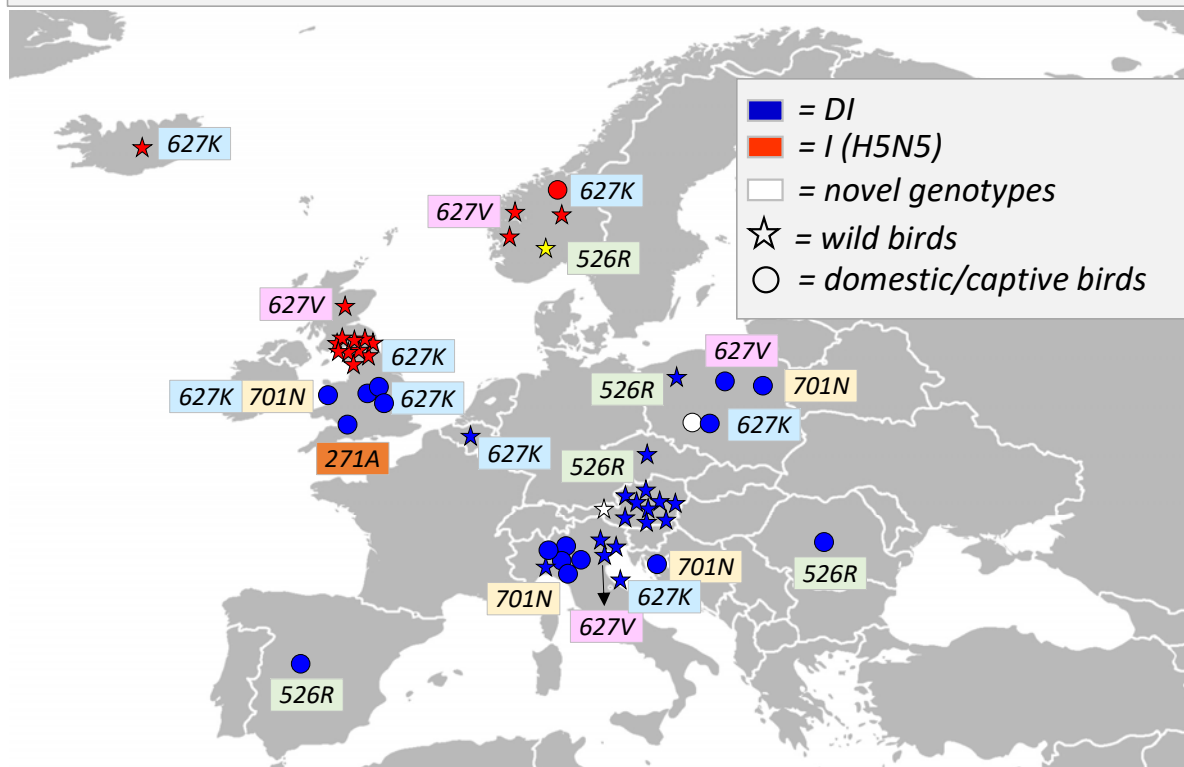 = DI
= I (H5N5)
= novel genotypes
= wild birds
= domestic/captive birds
627K
627K
627V
526R
627V
627K
627V
526R
701N
627K 701N
627K
627K
271A
627K
526R
701N
627K
701N
627V
526R
526R